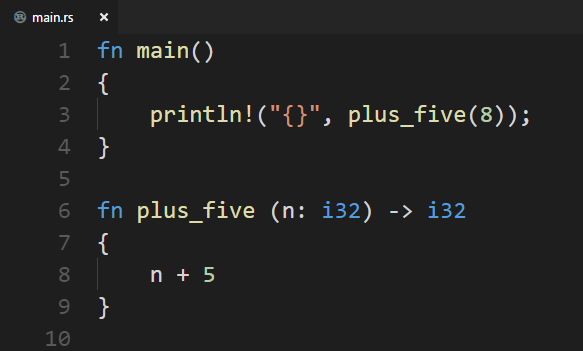 main.rs ×
1 fn main()
2 {
3     println!("{}", plus_five(8));
4 }
5
6 fn plus_five (n: i32) -> i32
7 {
8     n + 5
9 }
10